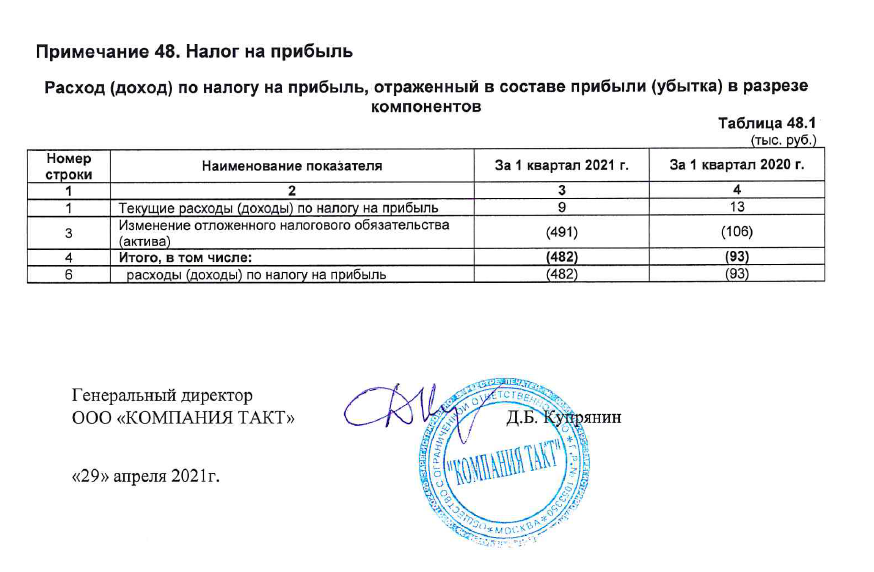 Примечание 48. Налог на прибыль
Расход (доход) по налогу на прибыль, отраженный в составе прибыли (убытка) в разрезе
компонентов
Таблица 48.1
(тыс. руб.)
Номер строки Наименование показателя За 1 квартал 2021 г. За 1 квартал 2020 г.
1 2 3 4
1 Текущие расходы (доходы) по налогу на прибыль 9 13
3 Изменение отложенного налогового обязательства (актива) (491) (106)
4 Итого, в том числе: (482) (93)
6 расходы (доходы) по налогу на прибыль (482) (93)
Генеральный директор
ООО «КОМПАНИЯ ТАКТ»
Д.Б. Купрянин
«29» апреля 2021г.
ОБЩЕСТВО С ОГРАНИЧЕННОЙ ОТВЕТСТВЕННОСТЬЮ
"КОМПАНИЯ ТАКТ"
МОСКВА